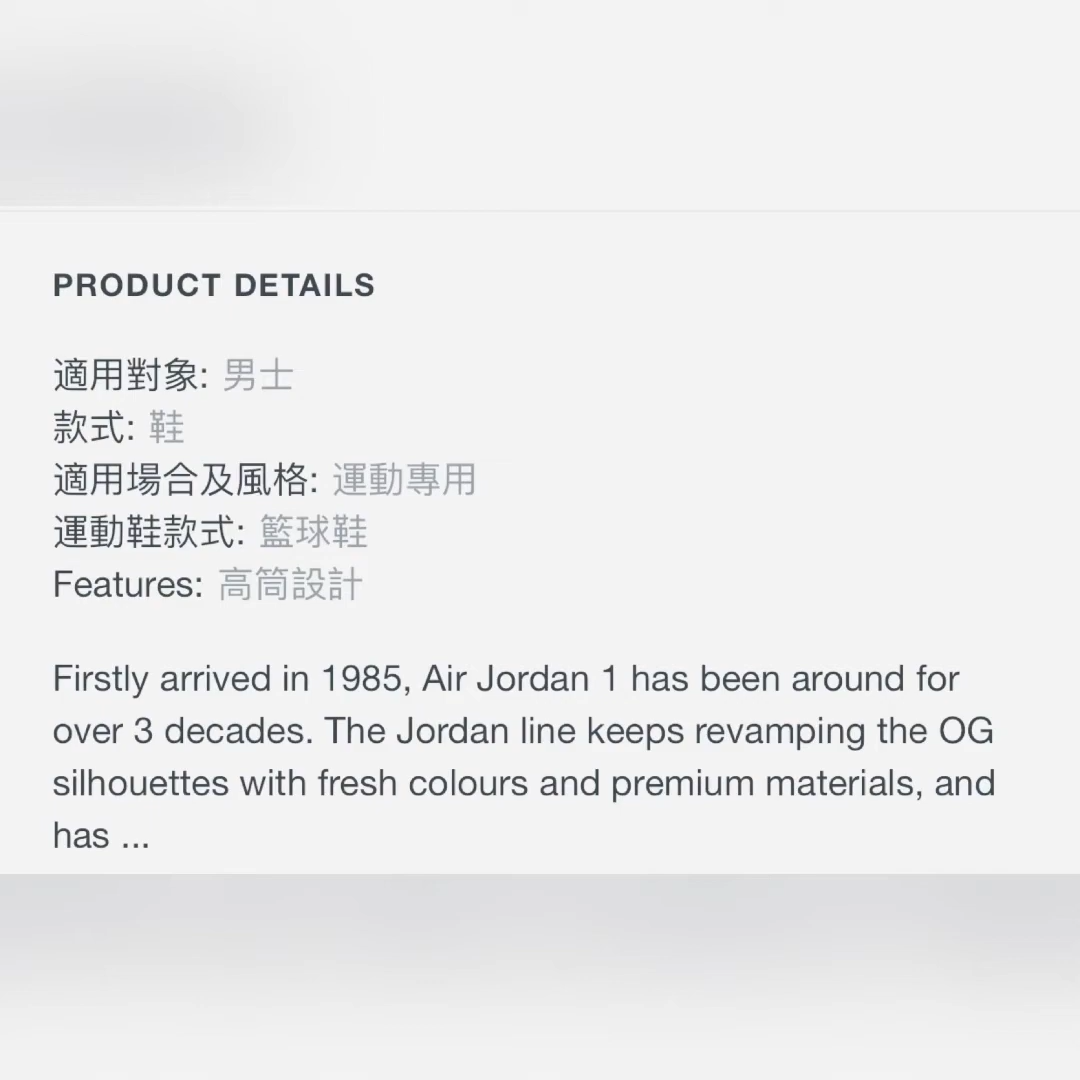 PRODUCT DETAILS
適用對象: 男士
款式: 鞋
適用場合及風格: 運動專用
運動鞋款式: 籃球鞋
Features: 高筒設計
Firstly arrived in 1985, Air Jordan 1 has been around for
over 3 decades. The Jordan line keeps revamping the OG
silhouettes with fresh colours and premium materials, and
has ...